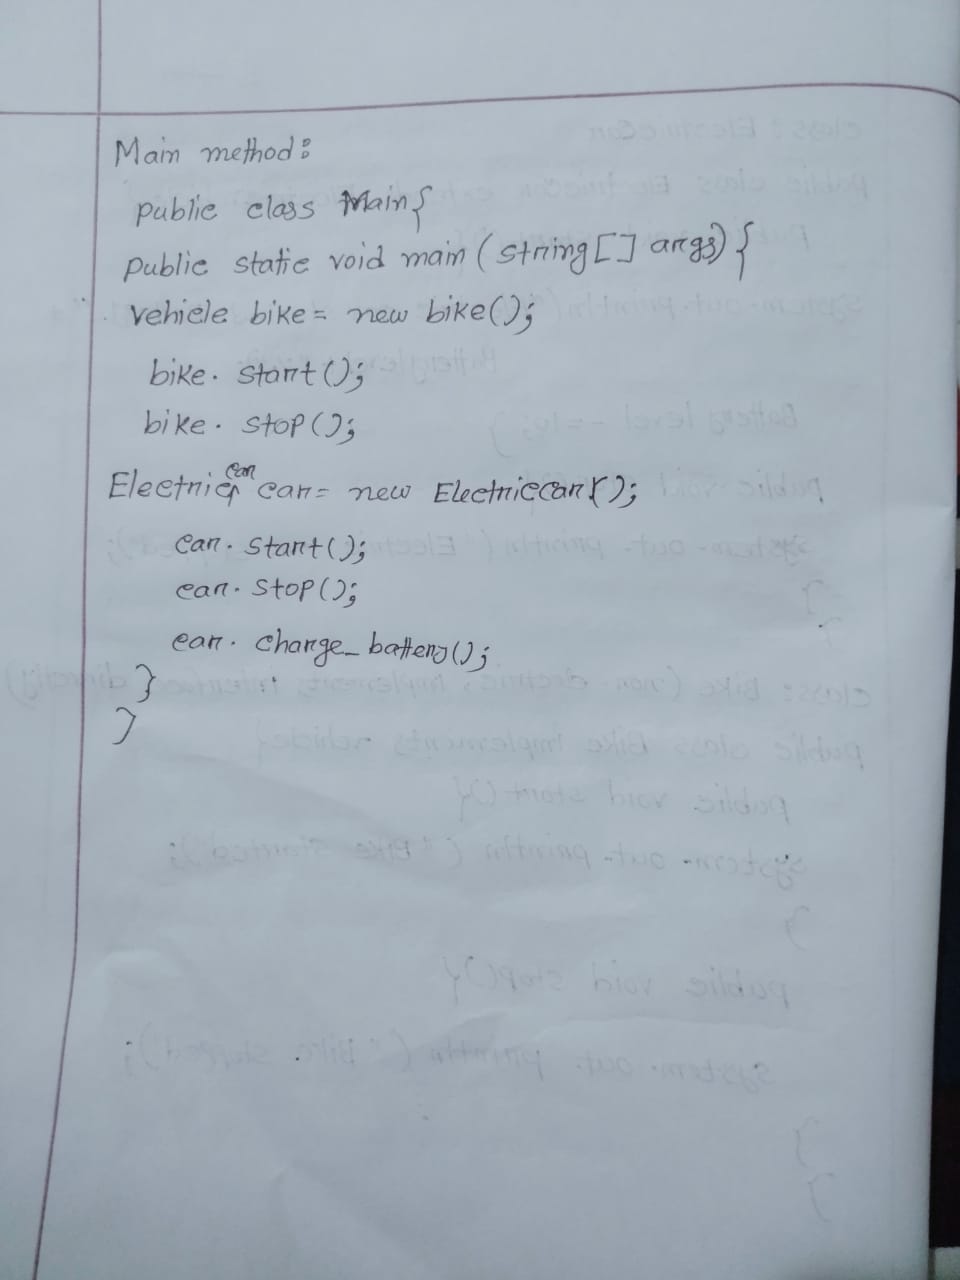 Main method:
public class Main{
public static void main (string[] args) {
vehicle bike = new bike();
bike. start();
bike. stop();
Electric car car = new Electriccar();
car. start();
car. stop();
car. charge_battery();
}
}